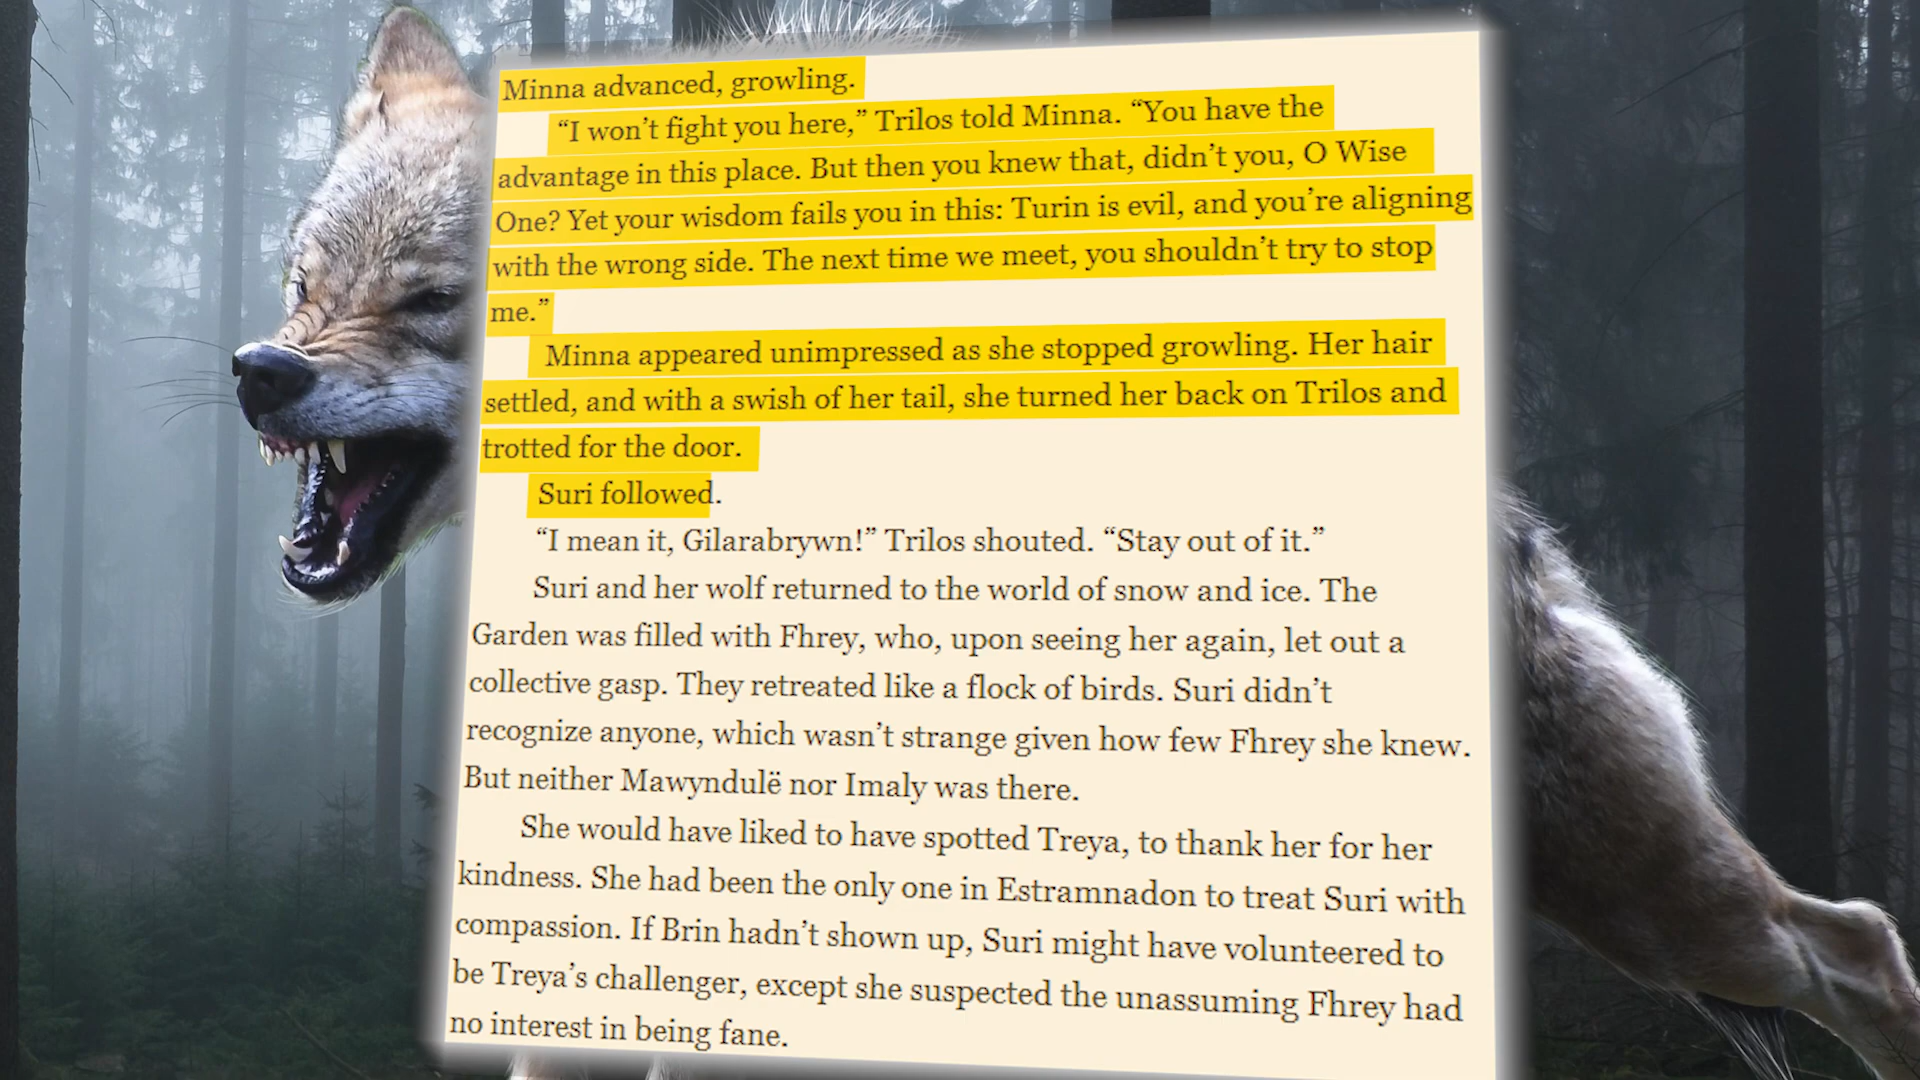 Minna advanced, growling.
“I won’t fight you here,” Trilos told Minna. “You have the
advantage in this place. But then you knew that, didn’t you, O Wise
One? Yet your wisdom fails you in this: Turin is evil, and you’re aligning
with the wrong side. The next time we meet, you shouldn’t try to stop
me.”
Minna appeared unimpressed as she stopped growling. Her hair
settled, and with a swish of her tail, she turned her back on Trilos and
trotted for the door.
Suri followed.
“I mean it, Gilarabrywn!” Trilos shouted. “Stay out of it.”
Suri and her wolf returned to the world of snow and ice. The
Garden was filled with Fhrey, who, upon seeing her again, let out a
collective gasp. They retreated like a flock of birds. Suri didn’t
recognize anyone, which wasn’t strange given how few Fhrey she knew.
But neither Mawyndulë nor Imaly was there.
She would have liked to have spotted Treya, to thank her for her
kindness. She had been the only one in Estramnadon to treat Suri with
compassion. If Brin hadn’t shown up, Suri might have volunteered to
be Treya’s challenger, except she suspected the unassuming Fhrey had
no interest in being fane.